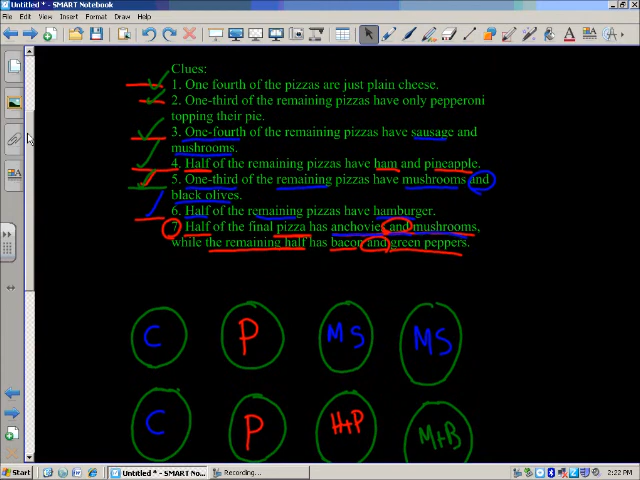 Untitled * - SMART Notebook
File Edit View Insert Format Draw Help
Clues:
1. One fourth of the pizzas are just plain cheese.
2. One-third of the remaining pizzas have only pepperoni
topping their pie.
3. One-fourth of the remaining pizzas have sausage and
mushrooms.
4. Half of the remaining pizzas have ham and pineapple.
5. One-third of the remaining pizzas have mushrooms and
black olives.
6. Half of the remaining pizzas have hamburger.
7. Half of the final pizza has anchovies and mushrooms,
while the remaining half has bacon and green peppers.
C P MS MS
C P H+P M+B
Start Untitled * - SMART No... Recording... 2:22 PM